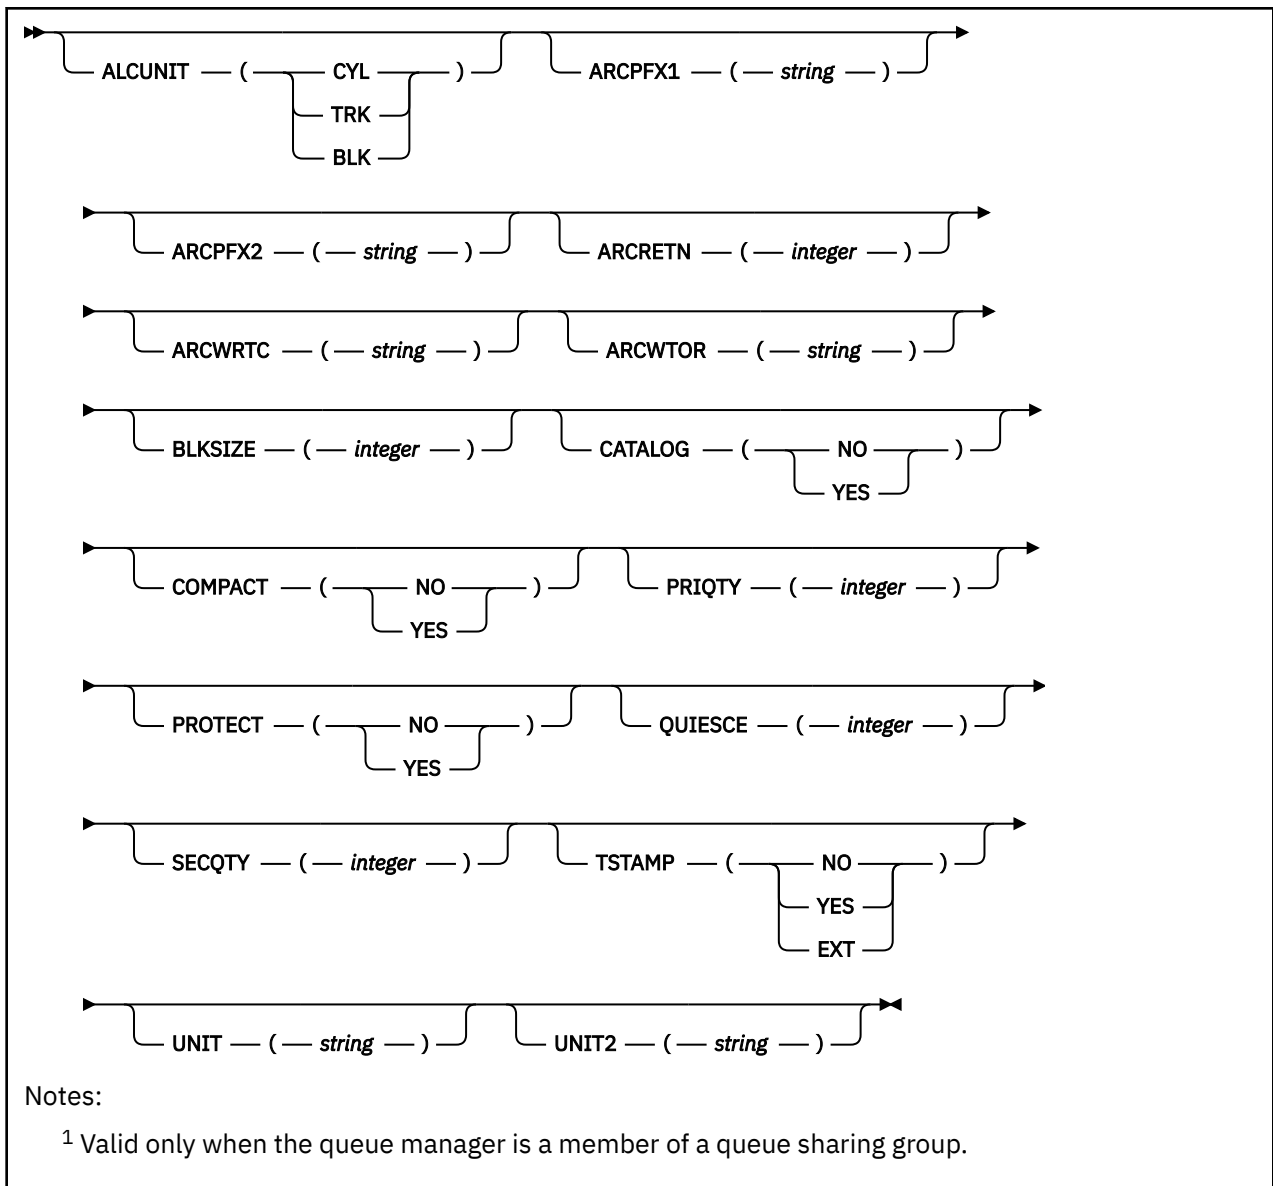 ALCUNIT ( CYL ) ARCPFX1 ( string )
TRK
BLK
ARCPFX2 ( string ) ARCRETN ( integer )
ARCWRTC ( string ) ARCWTOR ( string )
BLKSIZE ( integer ) CATALOG ( NO )
YES
COMPACT ( NO ) PRIQTY ( integer )
YES
PROTECT ( NO ) QUIESCE ( integer )
YES
SECQTY ( integer ) TSTAMP ( NO )
YES
EXT
UNIT ( string ) UNIT2 ( string )
Notes:
1 Valid only when the queue manager is a member of a queue sharing group.